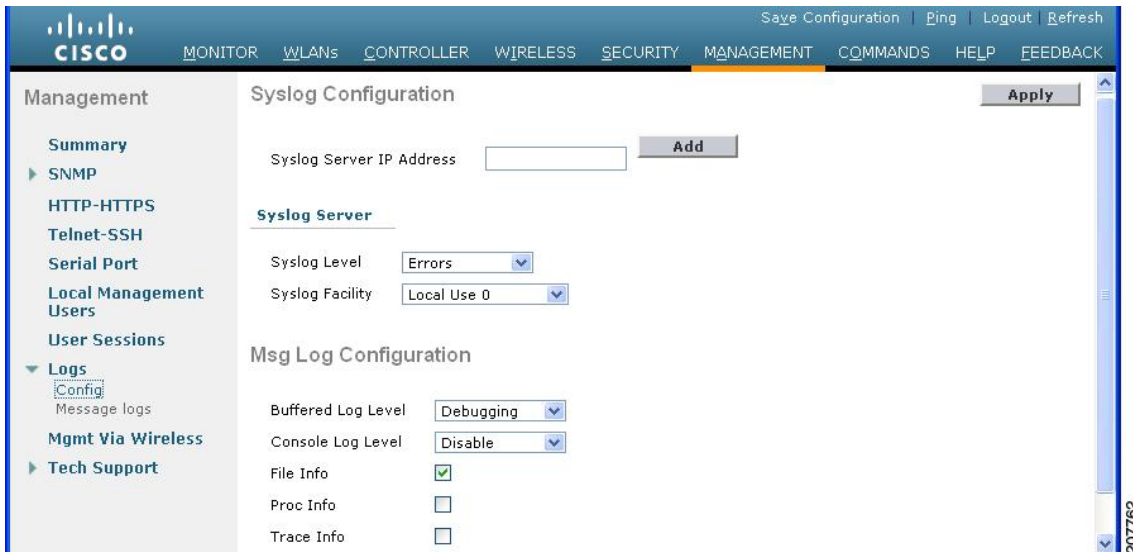 Save Configuration | Ping | Logout | Refresh
CISCO
MONITOR WLANs CONTROLLER WIRELESS SECURITY MANAGEMENT COMMANDS HELP FEEDBACK
Management
Summary
SNMP
HTTP-HTTPS
Telnet-SSH
Serial Port
Local Management
Users
User Sessions
Logs
Config
Message logs
Mgmt Via Wireless
Tech Support
Syslog Configuration
Apply
Syslog Server IP Address
Add
Syslog Server
Syslog Level Errors
Syslog Facility Local Use 0
Msg Log Configuration
Buffered Log Level Debugging
Console Log Level Disable
File Info
Proc Info
Trace Info
207762